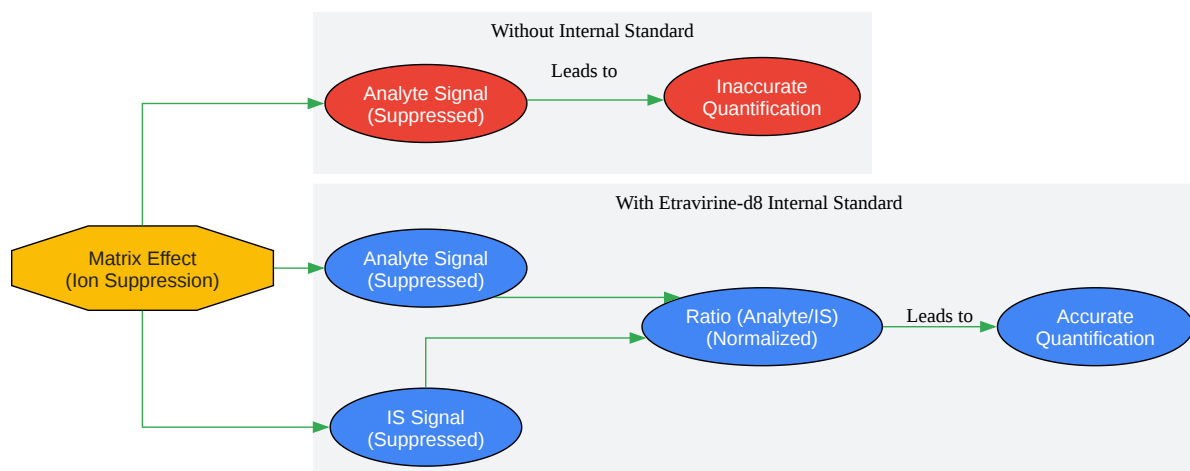 Without Internal Standard
Analyte Signal
(Suppressed)
Leads to
Inaccurate
Quantification
Matrix Effect
(Ion Suppression)
With Etravirine-d8 Internal Standard
Analyte Signal
(Suppressed)
Ratio (Analyte/IS)
(Normalized)
Leads to
Accurate
Quantification
IS Signal
(Suppressed)